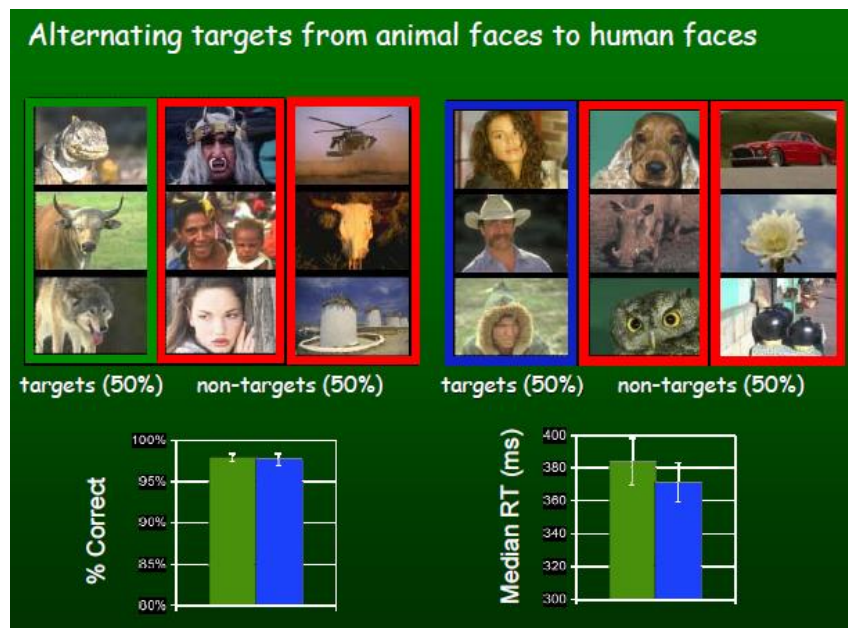 Alternating targets from animal faces to human faces
targets (50%) non-targets (50%)
targets (50%) non-targets (50%)
% Correct
100%
95%
90%
85%
80%
Median RT (ms)
400
380
360
340
320
300